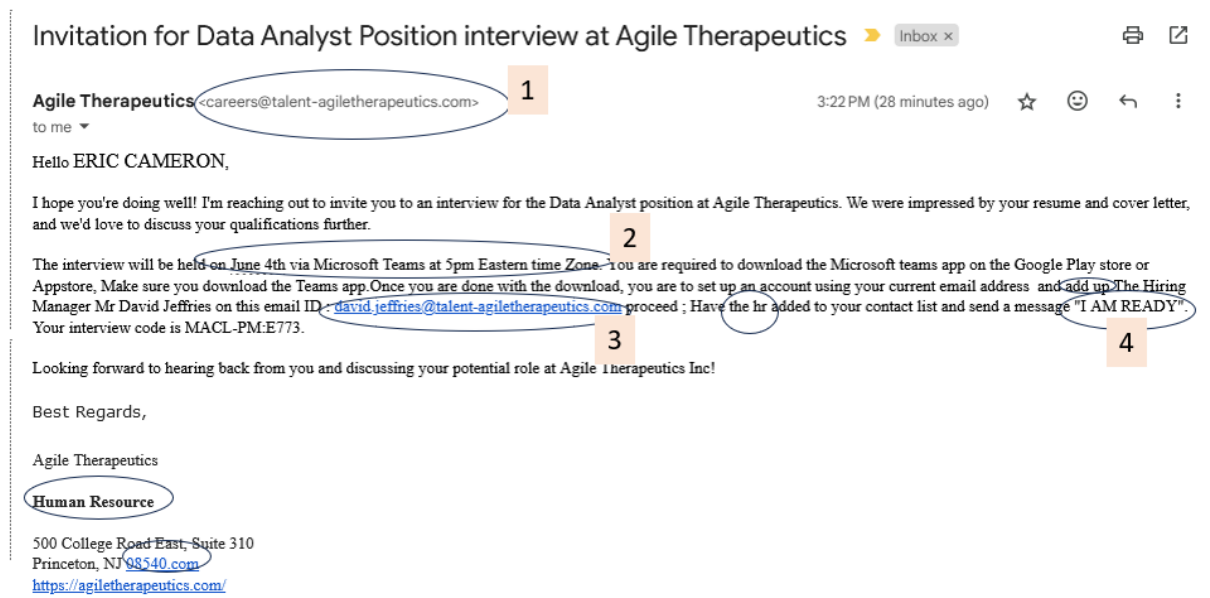 Invitation for Data Analyst Position interview at Agile Therapeutics Inbox ×
Agile Therapeutics <careers@talent-agiletherapeutics.com> 1 3:22 PM (28 minutes ago)
to me
Hello ERIC CAMERON,
I hope you're doing well! I'm reaching out to invite you to an interview for the Data Analyst position at Agile Therapeutics. We were impressed by your resume and cover letter,
and we'd love to discuss your qualifications further.
2
The interview will be held on June 4th via Microsoft Teams at 5pm Eastern time Zone. You are required to download the Microsoft teams app on the Google Play store or
Appstore, Make sure you download the Teams app.Once you are done with the download, you are to set up an account using your current email address and add up The Hiring
Manager Mr David Jeffries on this email ID : david.jeffries@talent-agiletherapeutics.com proceed ; Have the hr added to your contact list and send a message "I AM READY".
Your interview code is MACL-PM:E773.
3 4
Looking forward to hearing back from you and discussing your potential role at Agile Therapeutics Inc!
Best Regards,
Agile Therapeutics
Human Resource
500 College Road East, Suite 310
Princeton, NJ 08540.com
https://agiletherapeutics.com/